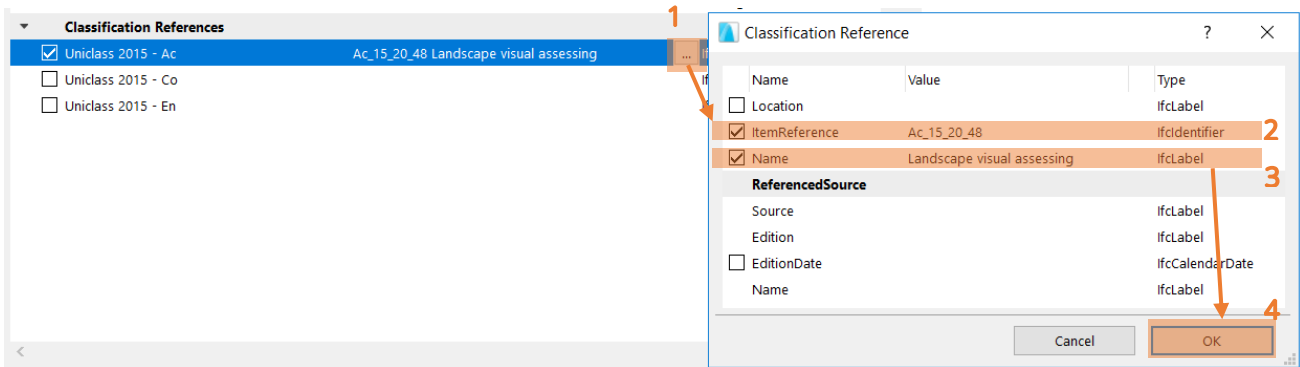 Classification References
Uniclass 2015 - Ac Ac_15_20_48 Landscape visual assessing ... If
Uniclass 2015 - Co If
Uniclass 2015 - En
1
Classification Reference ? ×
Name Value Type
Location IfcLabel
ItemReference Ac_15_20_48 IfcIdentifier 2
Name Landscape visual assessing IfcLabel 3
ReferencedSource
Source IfcLabel
Edition IfcLabel
EditionDate IfcCalendarDate
Name IfcLabel
4
Cancel OK